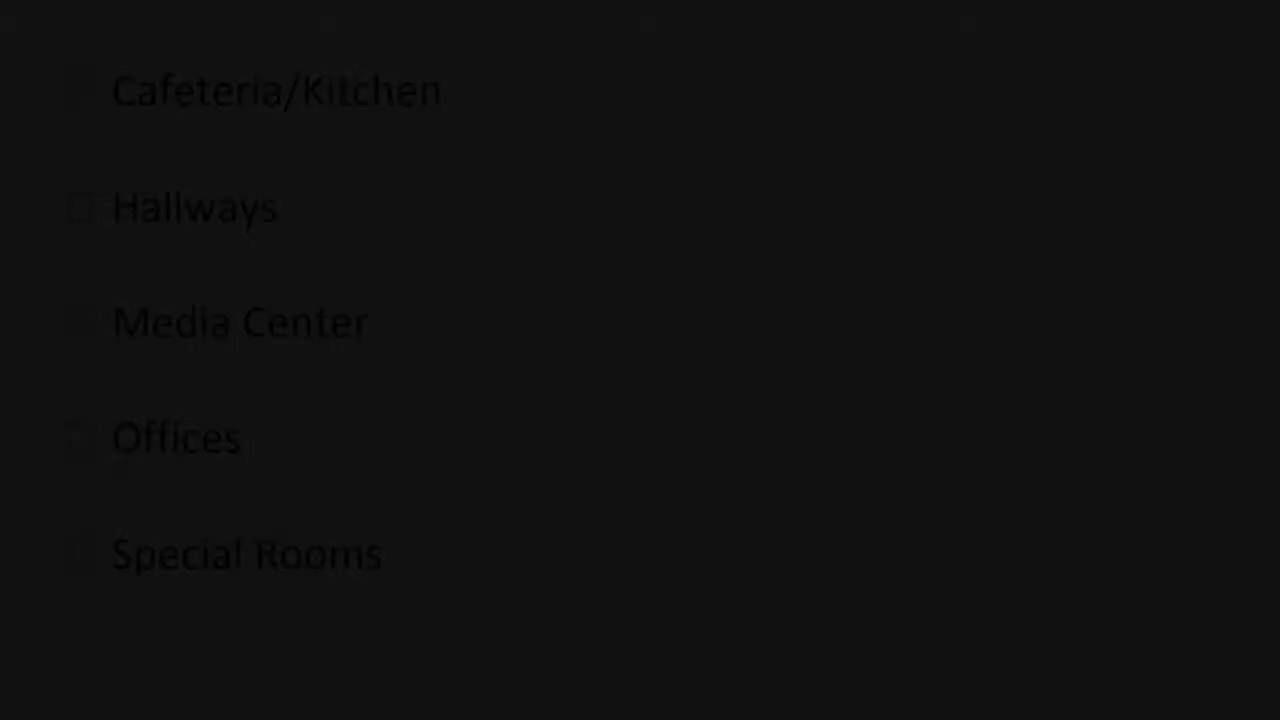 Cafeteria/Kitchen
Hallways
Media Center
Offices
Special Rooms